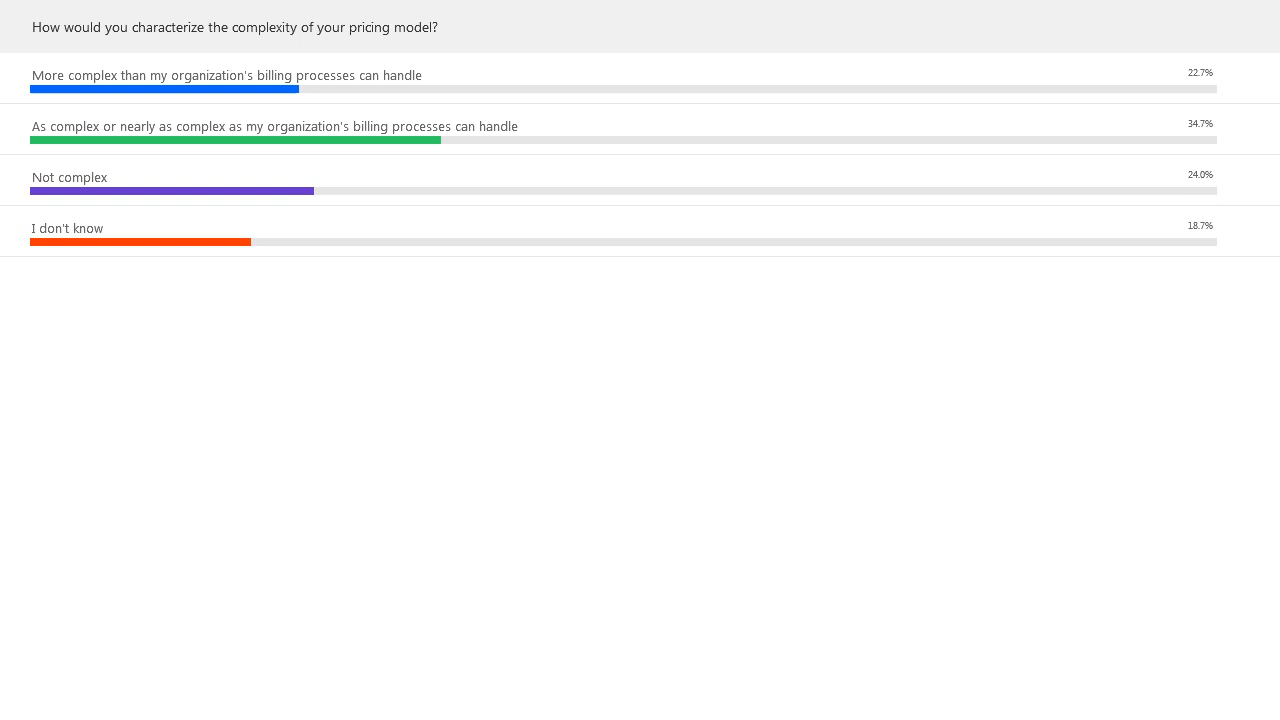 How would you characterize the complexity of your pricing model?
More complex than my organization's billing processes can handle
22.7%
As complex or nearly as complex as my organization's billing processes can handle
34.7%
Not complex
24.0%
I don't know
18.7%